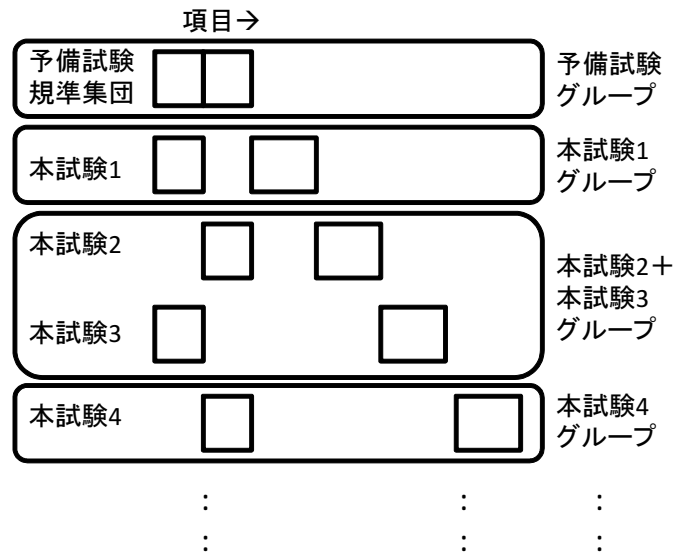 項目→
予備試験
規準集団
予備試験
グループ
本試験1
本試験1
グループ
本試験2
本試験3
本試験2＋
本試験3
グループ
本試験4
本試験4
グループ
： ： ：
： ： ：